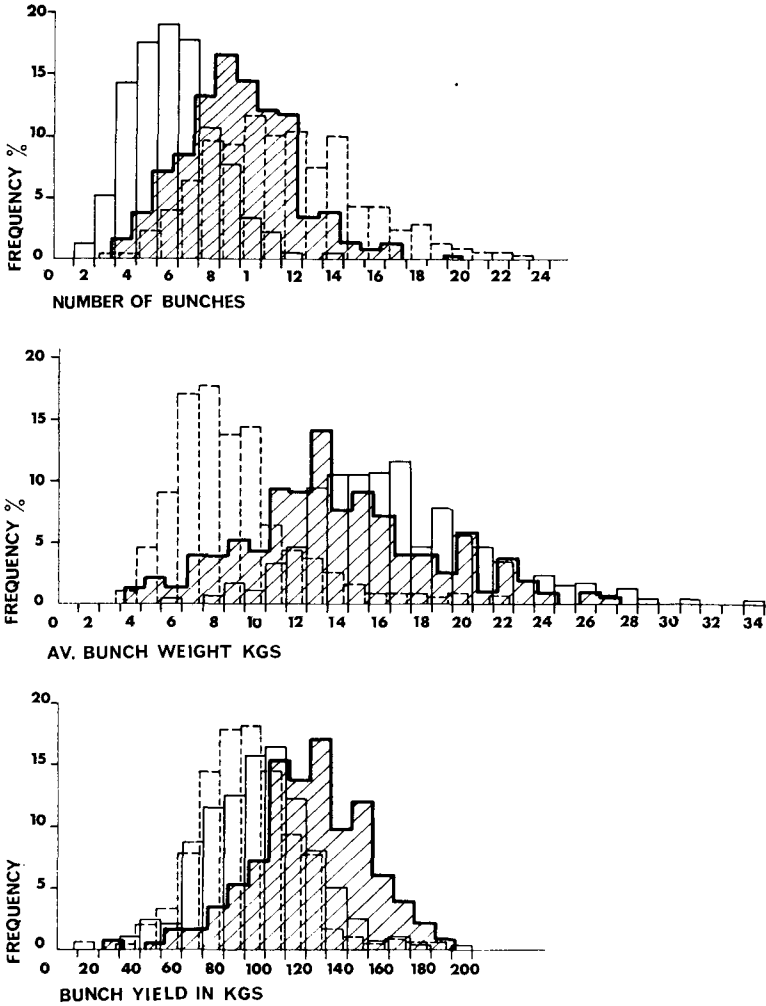 20
15
10
5
0
FREQUENCY %
0 2 4 6 8 1 12 14 16 18 20 22 24
NUMBER OF BUNCHES
20
15
10
5
0
FREQUENCY %
0 2 4 6 8 10 12 14 16 18 20 22 24 26 28 30 32 34
AV. BUNCH WEIGHT KGS
20
15
10
5
0
FREQUENCY
0 20 40 60 80 100 120 140 160 180 200
BUNCH YIELD IN KGS